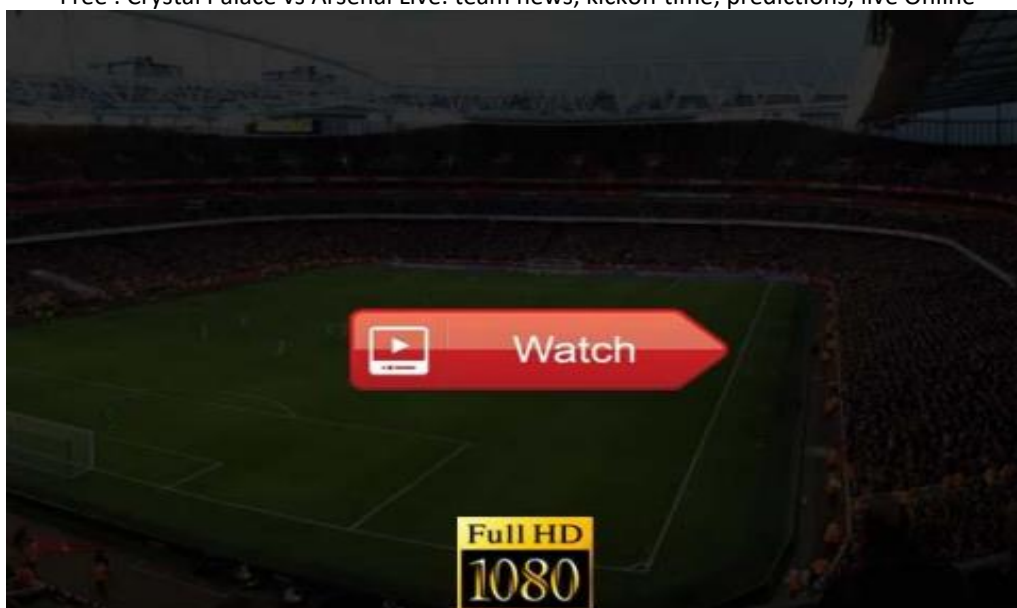 Free : Crystal Palace vs Arsenal Live: team news, kickoff time, predictions, live Online
Watch
Full HD
1080